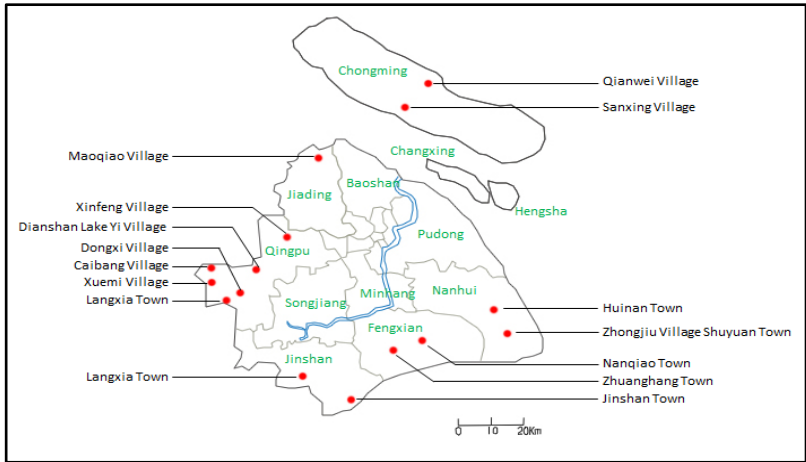 Chongming
Qianwei Village
Sanxing Village
Changxing
Maoqiao Village
Baoshan
Jiading
Xinfeng Village
Hengsha
Dianshan Lake Yi Village
Pudong
Dongxi Village
Qingpu
Caibang Village
Xuemi Village
Minhang
Nanhui
Langxia Town
Songjiang
Huinan Town
Fengxian
Zhongjiu Village Shuyuan Town
Jinshan
Nanqiao Town
Langxia Town
Zhuanghang Town
Jinshan Town
0 10 20Km